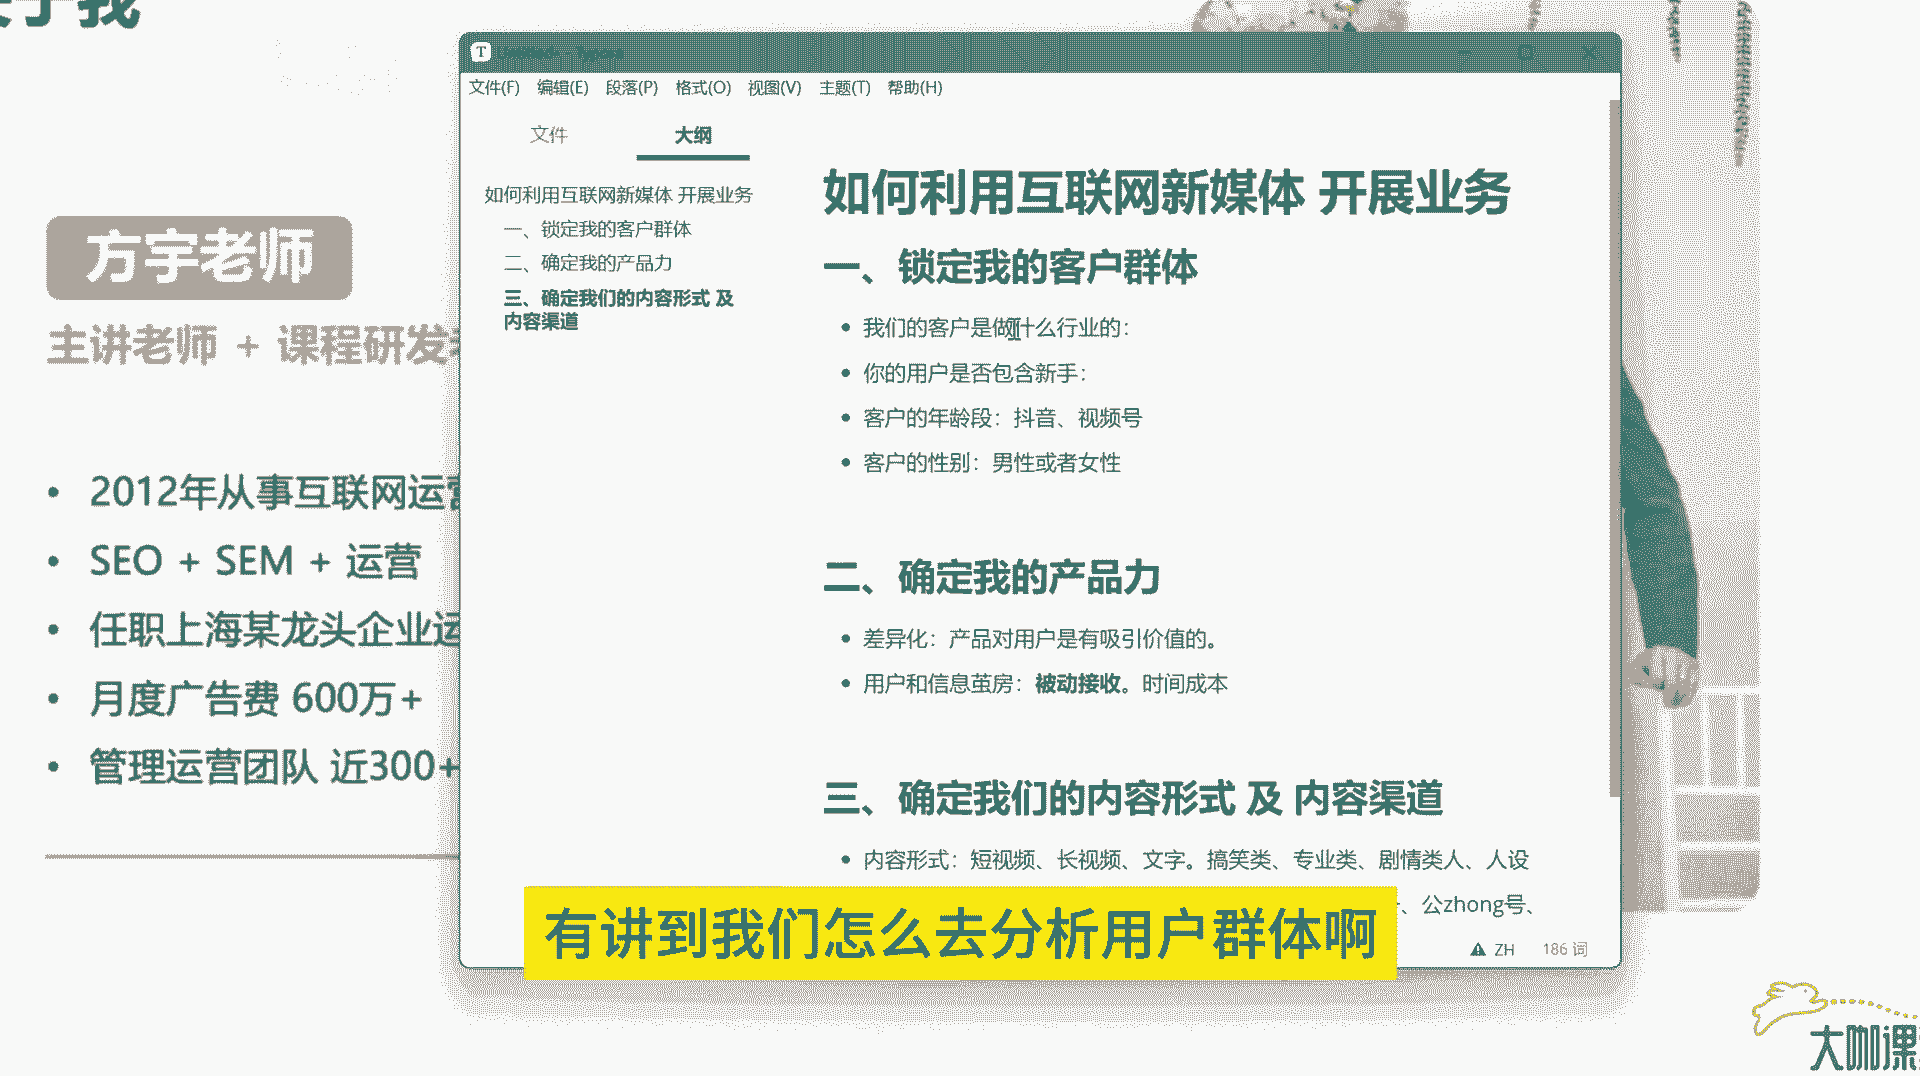 关于我
方宇老师
主讲老师 + 课程研发
2012年从事互联网运营
SEO + SEM + 运营
任职上海某龙头企业运
月度广告费 600万+
管理运营团队 近300+
T
文件(F) 编辑(E) 段落(P) 格式(O) 视图(V) 主题(T) 帮助(H)
文件 大纲
如何利用互联网新媒体 开展业务
一、锁定我的客户群体
二、确定我的产品力
三、确定我们的内容形式 及
内容渠道
如何利用互联网新媒体 开展业务
一、锁定我的客户群体
我们的客户是做什么行业的：
你的用户是否包含新手：
客户的年龄段：抖音、视频号
客户的性别：男性或者女性
二、确定我的产品力
差异化：产品对用户是有吸引价值的。
用户和信息茧房：被动接收。时间成本
三、确定我们的内容形式 及 内容渠道
内容形式：短视频、长视频、文字。搞笑类、专业类、剧情类人、人设
、公zhong号、
ZH 186 词
有讲到我们怎么去分析用户群体啊
大咖课